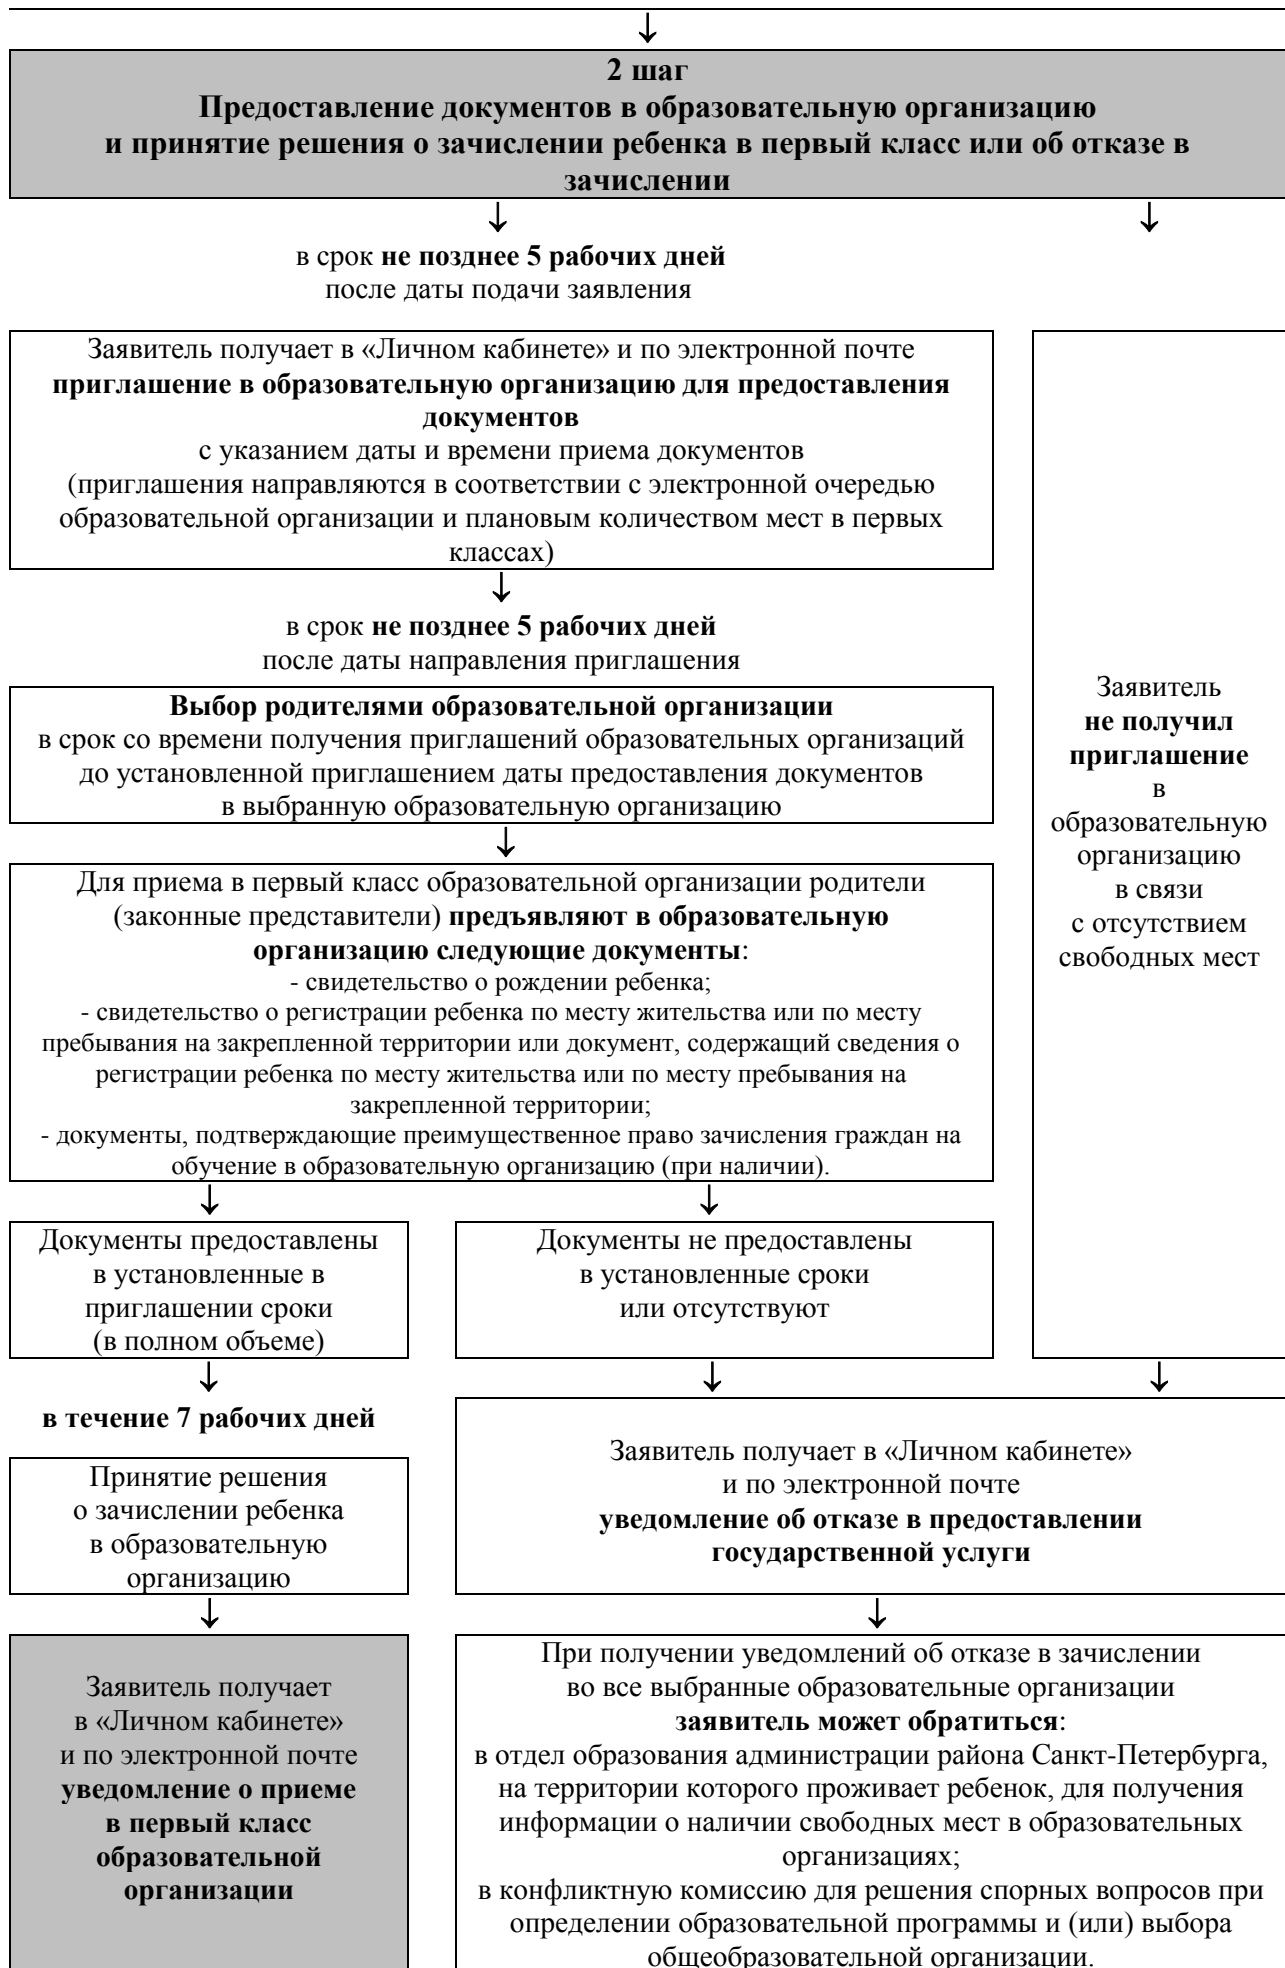 2 шаг
Предоставление документов в образовательную организацию
и принятие решения о зачислении ребенка в первый класс или об отказе в
зачислении
в срок не позднее 5 рабочих дней
после даты подачи заявления
Заявитель получает в «Личном кабинете» и по электронной почте
приглашение в образовательную организацию для предоставления
документов
с указанием даты и времени приема документов
(приглашения направляются в соответствии с электронной очередью
образовательной организации и плановым количеством мест в первых
классах)
в срок не позднее 5 рабочих дней
после даты направления приглашения
Выбор родителями образовательной организации
в срок со времени получения приглашений образовательных организаций
до установленной приглашением даты предоставления документов
в выбранную образовательную организацию
Для приема в первый класс образовательной организации родители
(законные представители) предъявляют в образовательную
организацию следующие документы:
- свидетельство о рождении ребенка;
- свидетельство о регистрации ребенка по месту жительства или по месту
пребывания на закрепленной территории или документ, содержащий сведения о
регистрации ребенка по месту жительства или по месту пребывания на
закрепленной территории;
- документы, подтверждающие преимущественное право зачисления граждан на
обучение в образовательную организацию (при наличии).
Заявитель
не получил
приглашение
в
образовательную
организацию
в связи
с отсутствием
свободных мест
Документы предоставлены
в установленные в
приглашении сроки
(в полном объеме)
Документы не предоставлены
в установленные сроки
или отсутствуют
в течение 7 рабочих дней
Принятие решения
о зачислении ребенка
в образовательную
организацию
Заявитель получает в «Личном кабинете»
и по электронной почте
уведомление об отказе в предоставлении
государственной услуги
Заявитель получает
в «Личном кабинете»
и по электронной почте
уведомление о приеме
в первый класс
образовательной
организации
При получении уведомлений об отказе в зачислении
во все выбранные образовательные организации
заявитель может обратиться:
в отдел образования администрации района Санкт-Петербурга,
на территории которого проживает ребенок, для получения
информации о наличии свободных мест в образовательных
организациях;
в конфликтную комиссию для решения спорных вопросов при
определении образовательной программы и (или) выбора
общеобразовательной организации.